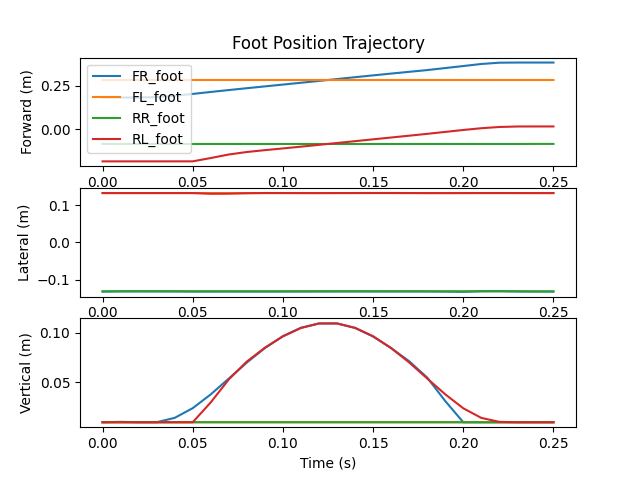 Foot Position Trajectory
Forward (m)
0.25
0.00
FR_foot
FL_foot
RR_foot
RL_foot
0.00 0.05 0.10 0.15 0.20 0.25
Lateral (m)
0.1
0.0
−0.1
0.00 0.05 0.10 0.15 0.20 0.25
Vertical (m)
0.10
0.05
0.00 0.05 0.10 0.15 0.20 0.25
Time (s)